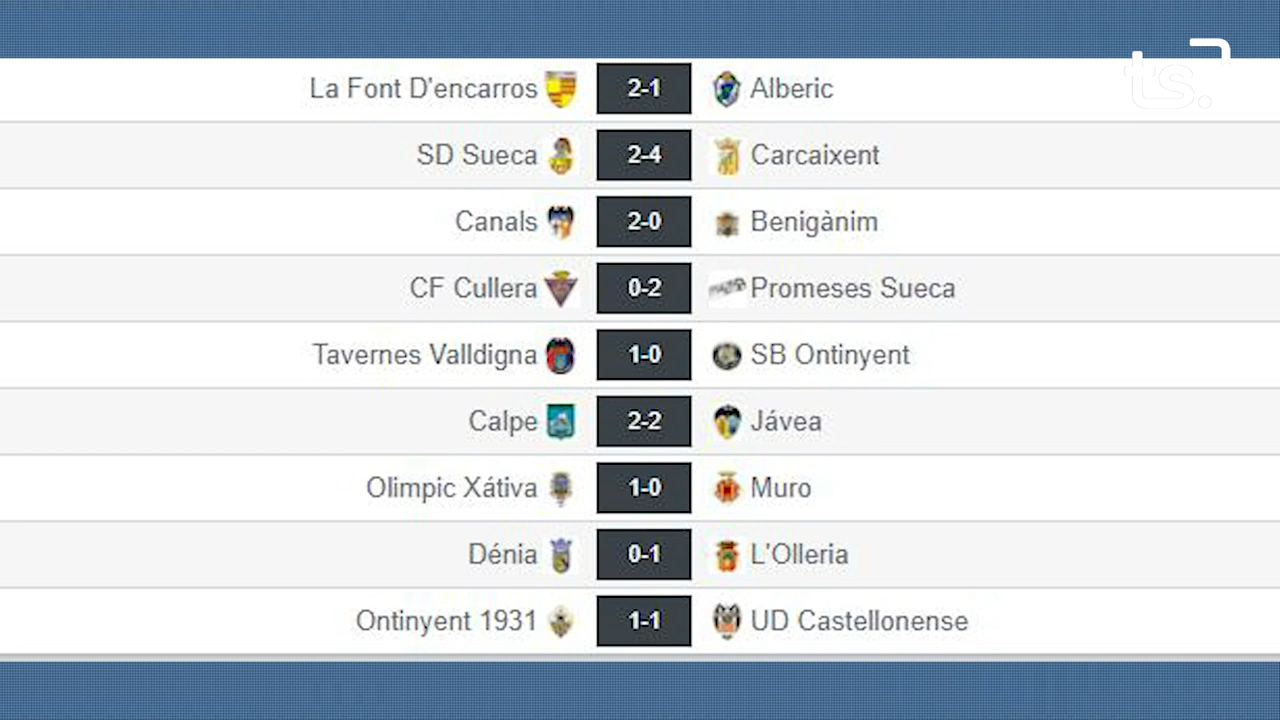 ts.
La Font D'encarros 2-1 Alberic
SD Sueca 2-4 Carcaixent
Canals 2-0 Benigànim
CF Cullera 0-2 Promeses Sueca
Tavernes Valldigna 1-0 SB Ontinyent
Calpe 2-2 Jávea
Olimpic Xátiva 1-0 Muro
Dénia 0-1 L'Olleria
Ontinyent 1931 1-1 UD Castellonense